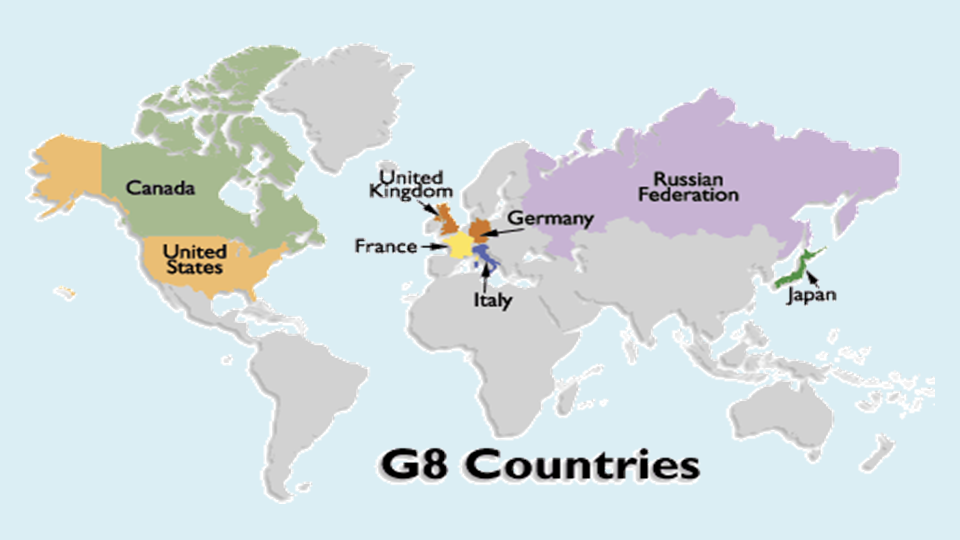 Canada
United
States
United
Kingdom
France
Germany
Italy
Russian
Federation
Japan
G8 Countries